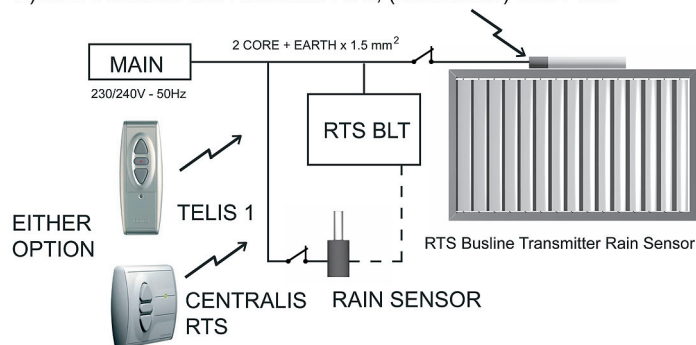 2 CORE + EARTH x 1.5 mm²
MAIN
230/240V - 50Hz
RTS BLT
TELIS 1
EITHER
OPTION
RTS Busline Transmitter Rain Sensor
CENTRALIS
RTS
RAIN SENSOR